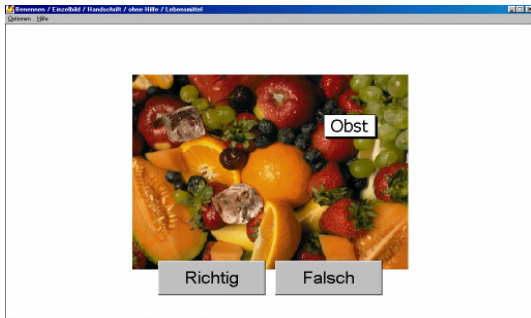 Benennen / Einzelbild / Handschrift / ohne Hilfe / Lebensmittel
Optionen Hilfe
Obst
Richtig Falsch